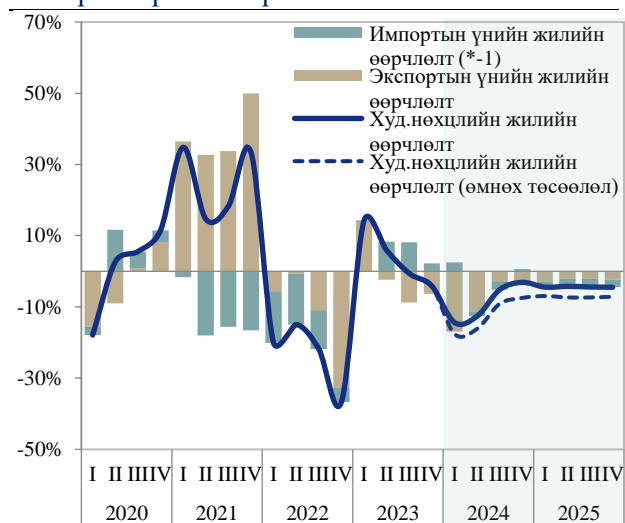 70%
50%
30%
10%
-10%
-30%
-50%
Импортын үнийн жилийн
өөрчлөлт (*-1)
Экспортын үнийн жилийн
өөрчлөлт
Худ.нөхцлийн жилийн
өөрчлөлт
Худ.нөхцлийн жилийн
өөрчлөлт (өмнөх төсөөлөл)
I II III IV I II III IV I II III IV I II III IV I II III IV I II III IV
2020 2021 2022 2023 2024 2025